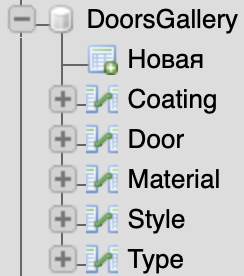 DoorsGallery
Новая
Coating
Door
Material
Style
Type